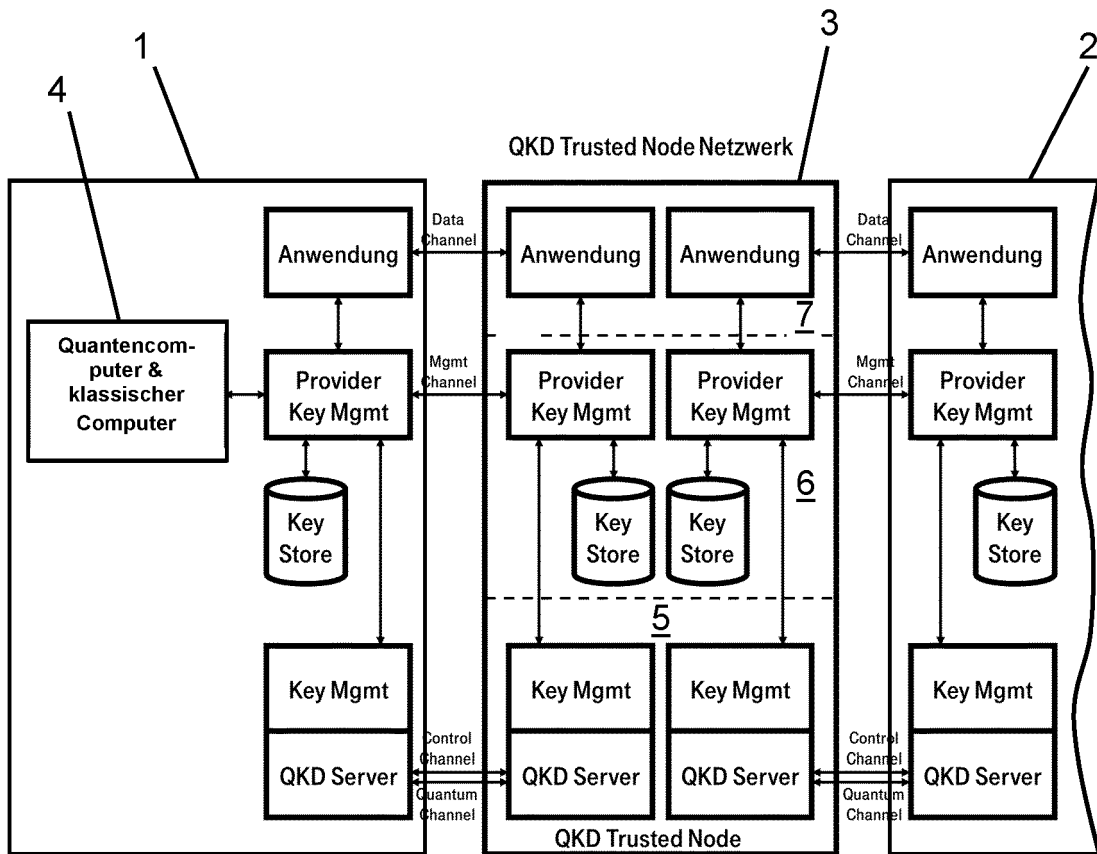 1
3
2
4
QKD Trusted Node Netzwerk
Anwendung
Data
Channel
Anwendung
Anwendung
Data
Channel
Anwendung
7
Quantencom-
puter &
klassischer
Computer
Provider
Key Mgmt
Mgmt
Channel
Provider
Key Mgmt
Provider
Key Mgmt
Mgmt
Channel
Provider
Key Mgmt
6
Key
Store
Key
Store
Key
Store
Key
Store
5
Key Mgmt
Key Mgmt
Key Mgmt
Key Mgmt
QKD Server
Control
Channel
Quantum
Channel
QKD Server
QKD Server
Control
Channel
Quantum
Channel
QKD Server
QKD Trusted Node